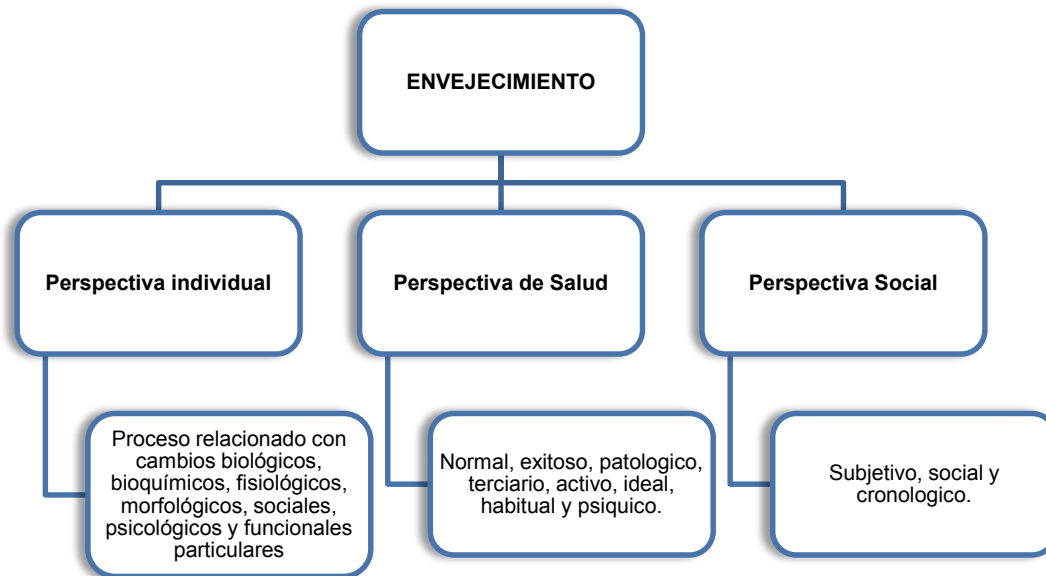 ENVEJECIMIENTO
Perspectiva individual
Perspectiva de Salud
Perspectiva Social
Proceso relacionado con
cambios biológicos,
bioquímicos, fisiológicos,
morfológicos, sociales,
psicológicos y funcionales
particulares
Normal, exitoso, patologico,
terciario, activo, ideal,
habitual y psiquico.
Subjetivo, social y
cronologico.